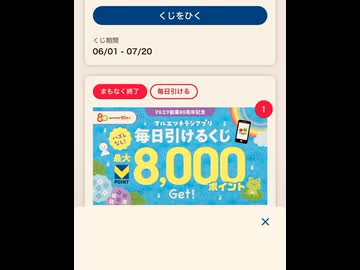 くじをひく
くじ期間
06/01 - 07/20
まもなく終了
毎日引ける
1
マルエツ創業80周年記念
マルエツチラシアプリ
ハズレなし!
毎日引けるくじ
最大
8,000
ポイント
V POINT
Get!